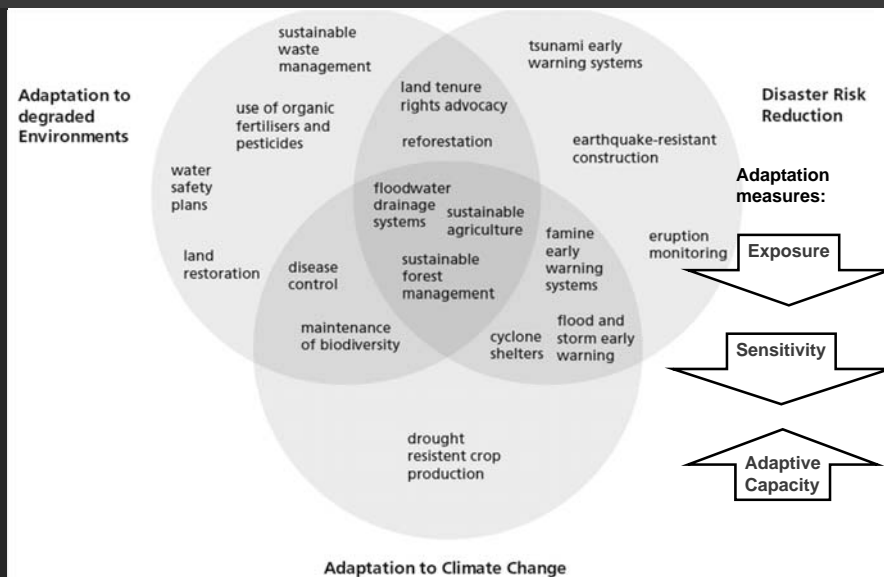 sustainable
waste
management
tsunami early
warning systems
Adaptation to
degraded
Environments
land tenure
rights advocacy
Disaster Risk
Reduction
use of organic
fertilisers and
pesticides
reforestation
earthquake-resistant
construction
water
safety
plans
Adaptation
measures:
floodwater
drainage
systems
sustainable
agriculture
famine
early
warning
systems
eruption
monitoring
Exposure
land
restoration
disease
control
sustainable
forest
management
maintenance
of biodiversity
cyclone
shelters
flood and
storm early
warning
Sensitivity
drought
resistent crop
production
Adaptive
Capacity
Adaptation to Climate Change